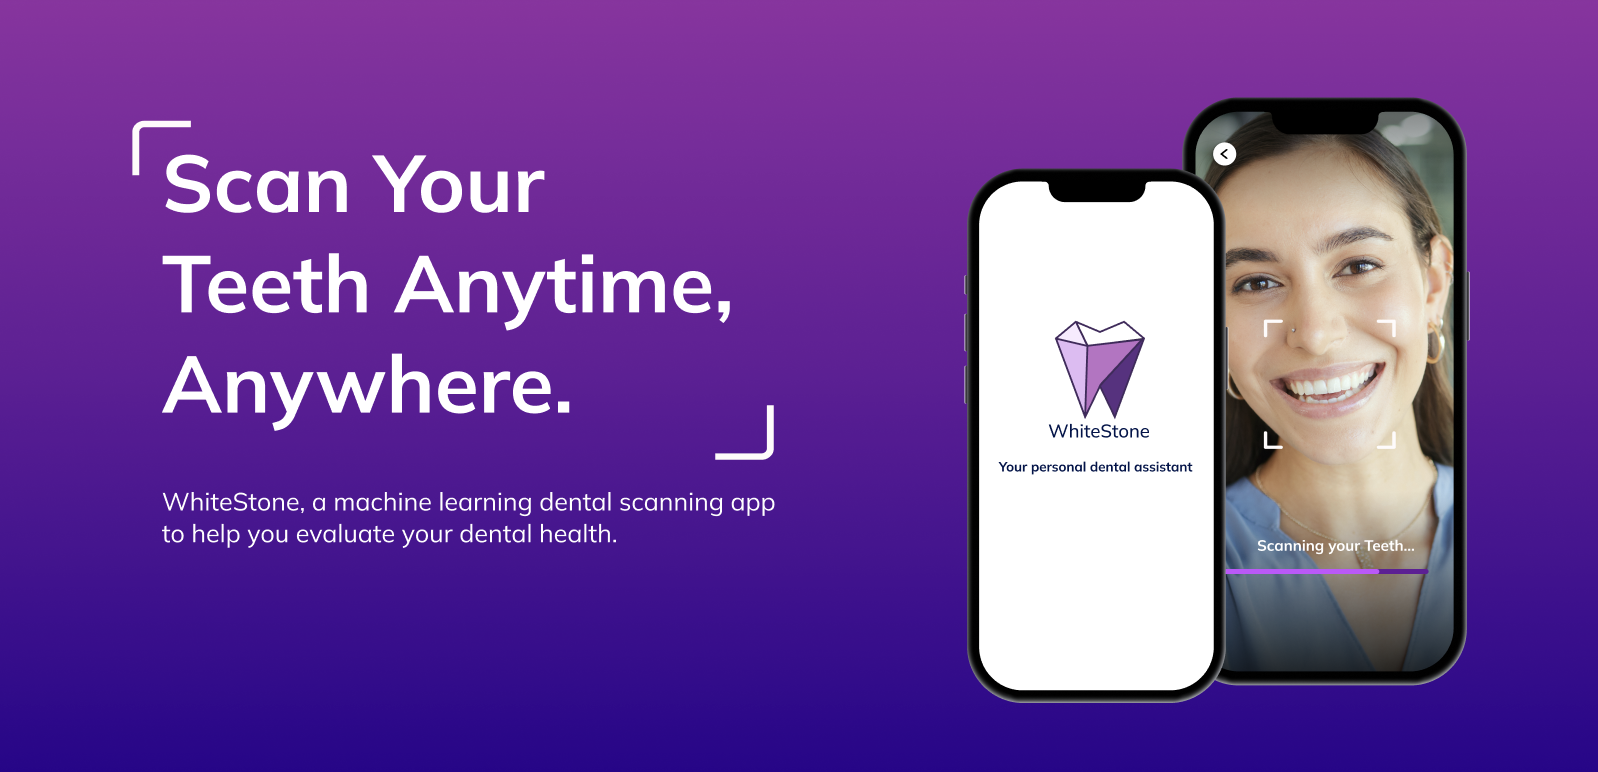 Scan Your
Teeth Anytime,
Anywhere.
WhiteStone, a machine learning dental scanning app
to help you evaluate your dental health.
WhiteStone
Your personal dental assistant
Scanning your Teeth...